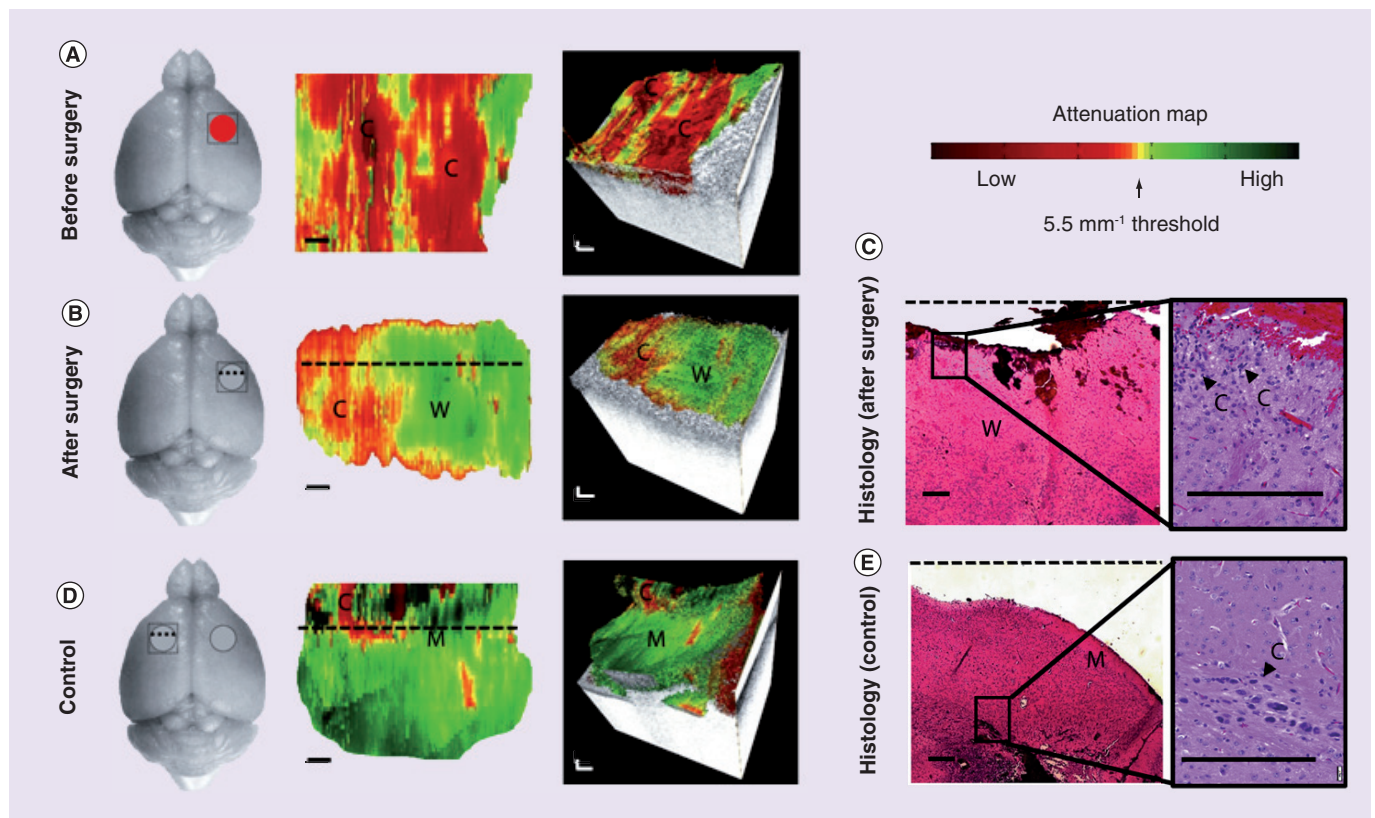 A
Before surgery
C
C
C
C
Attenuation map
Low
High
5.5 mm-1 threshold
B
After surgery
C
W
C
W
C
Histology (after surgery)
W
C
C
D
Control
C
M
C
M
E
Histology (control)
M
C